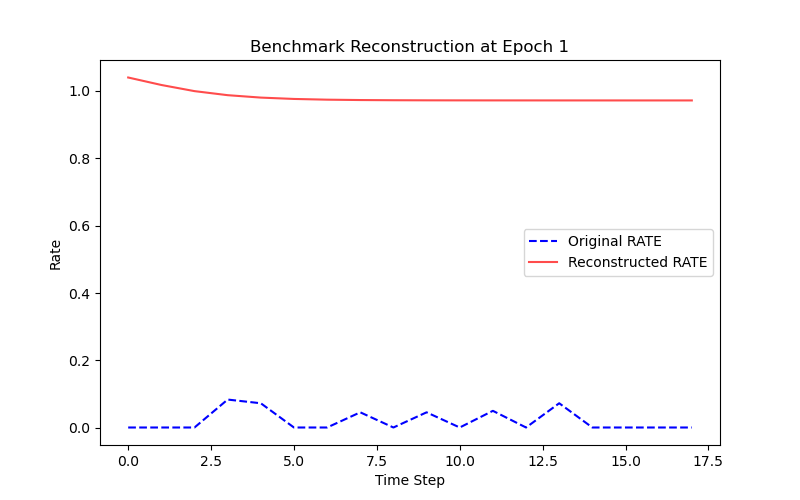 Benchmark Reconstruction at Epoch 1
Rate
1.0
0.8
0.6
0.4
0.2
0.0
Original RATE
Reconstructed RATE
0.0 2.5 5.0 7.5 10.0 12.5 15.0 17.5
Time Step